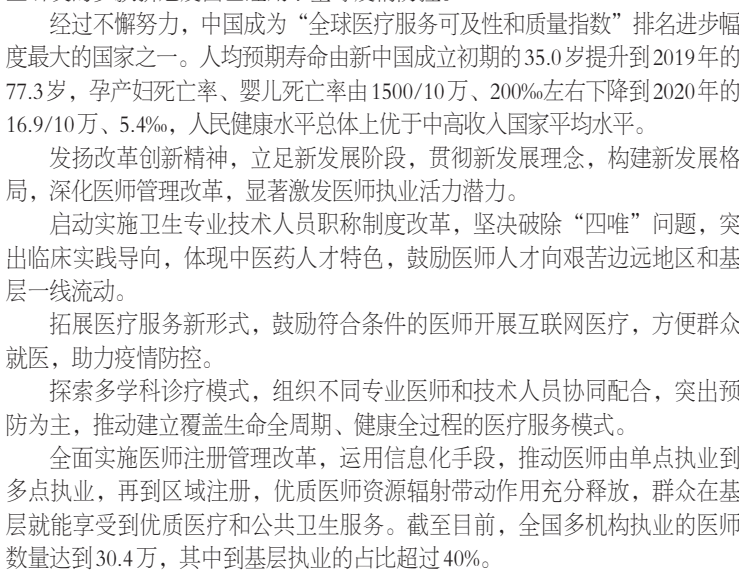 经过不懈努力，中国成为“全球医疗服务可及性和质量指数”排名进步幅
度最大的国家之一。人均预期寿命由新中国成立初期的35.0岁提升到2019年的
77.3岁，孕产妇死亡率、婴儿死亡率由1500/10万、200‰左右下降到2020年的
16.9/10万、5.4‰，人民健康水平总体上优于中高收入国家平均水平。
发扬改革创新精神，立足新发展阶段，贯彻新发展理念，构建新发展格
局，深化医师管理改革，显著激发医师执业活力潜力。
启动实施卫生专业技术人员职称制度改革，坚决破除“四唯”问题，突
出临床实践导向，体现中医药人才特色，鼓励医师人才向艰苦边远地区和基
层一线流动。
拓展医疗服务新形式，鼓励符合条件的医师开展互联网医疗，方便群众
就医，助力疫情防控。
探索多学科诊疗模式，组织不同专业医师和技术人员协同配合，突出预
防为主，推动建立覆盖生命全周期、健康全过程的医疗服务模式。
全面实施医师注册管理改革，运用信息化手段，推动医师由单点执业到
多点执业，再到区域注册，优质医师资源辐射带动作用充分释放，群众在基
层就能享受到优质医疗和公共卫生服务。截至目前，全国多机构执业的医师
数量达到30.4万，其中到基层执业的占比超过40%。